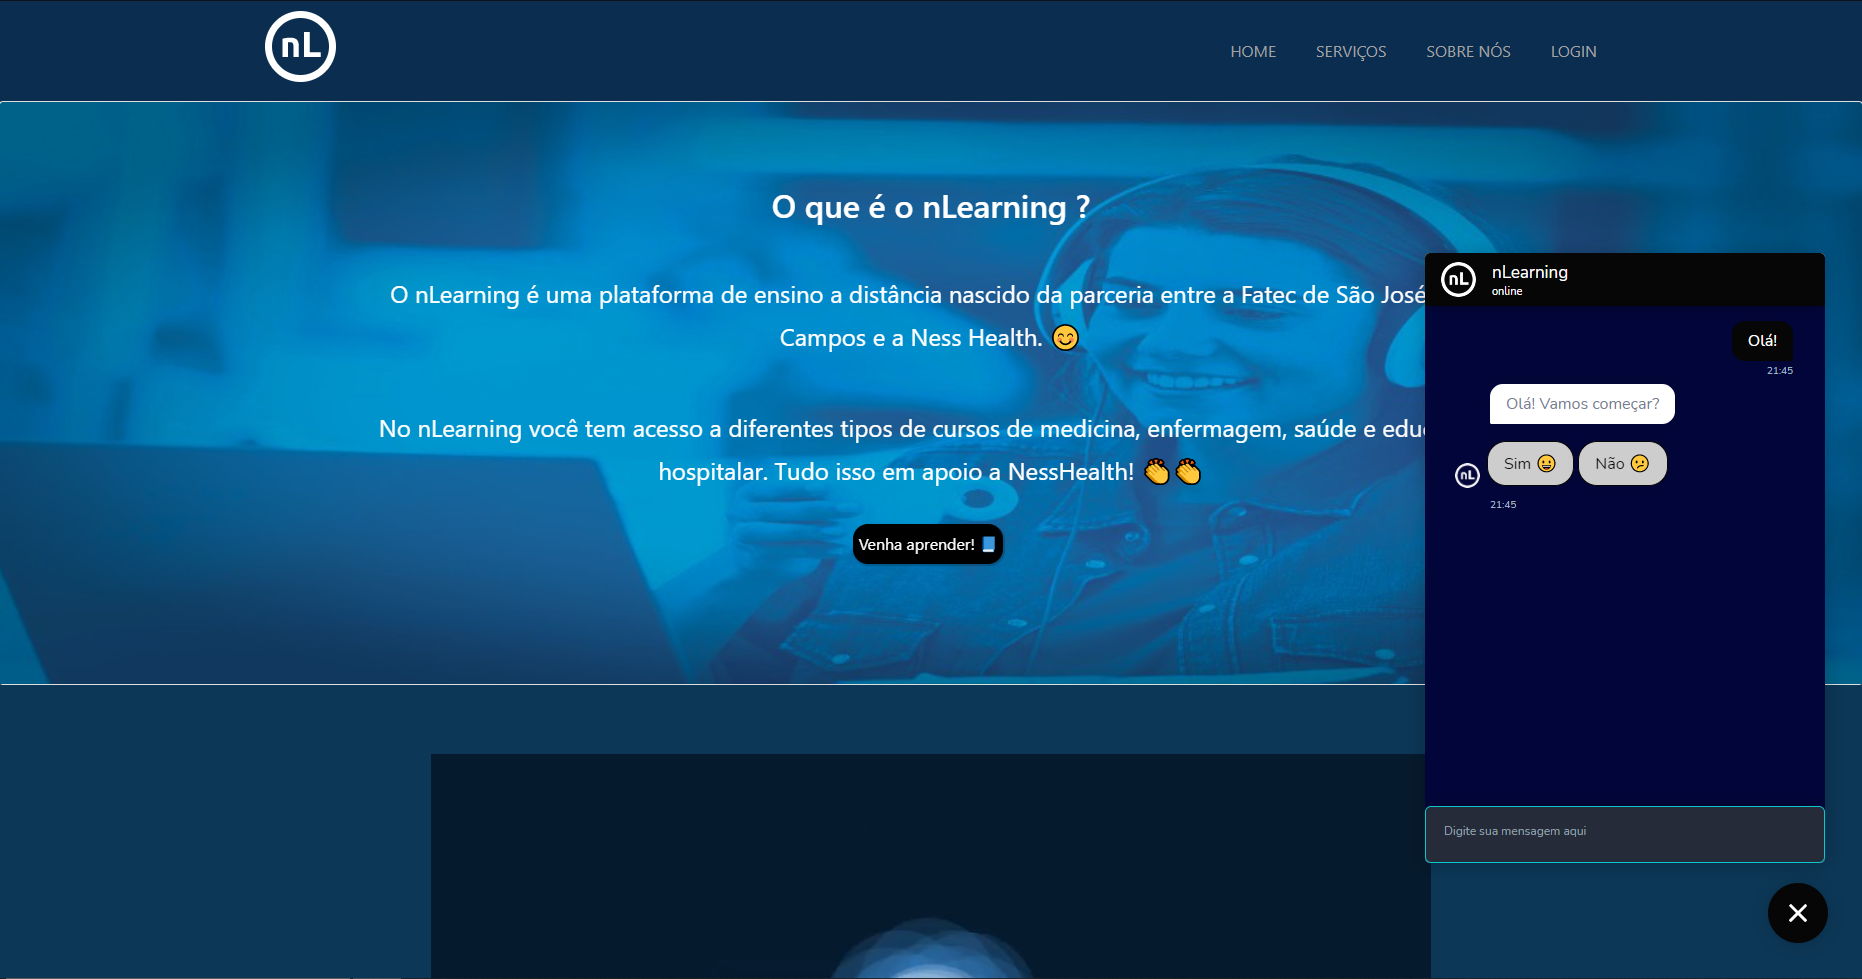 nL
HOME SERVIÇOS SOBRE NÓS LOGIN
O que é o nLearning ?
O nLearning é uma plataforma de ensino a distância nascido da parceria entre a Fatec de São José
Campos e a Ness Health. 😊
No nLearning você tem acesso a diferentes tipos de cursos de medicina, enfermagem, saúde e
hospitalar. Tudo isso em apoio a NessHealth! 👏👏
Venha aprender! 📘
nL
nLearning
online
Olá!
21:45
Olá! Vamos começar?
Sim 😀 Não 😕
nL
21:45
Digite sua mensagem aqui